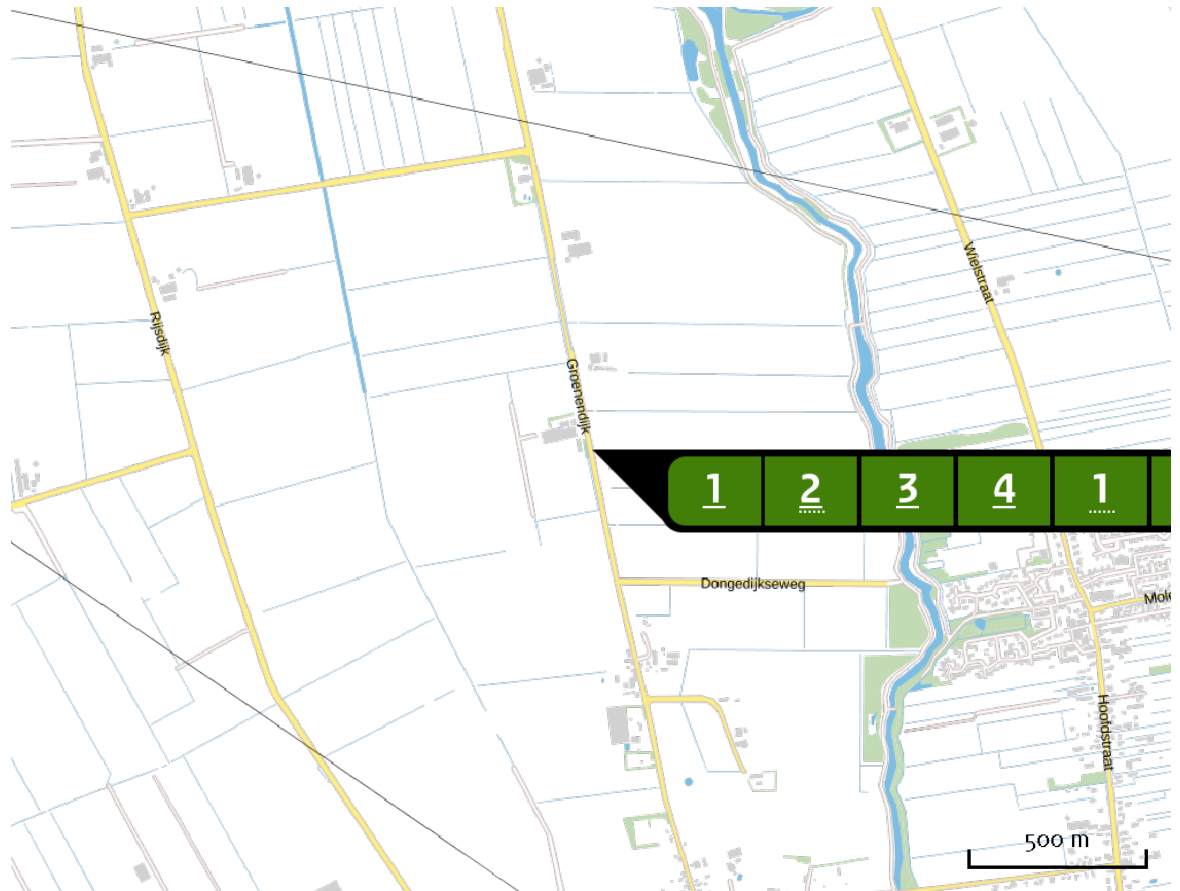 Wielstraat
Rijsdijk
Groenendijk
1 2 3 4 1
Dongedijkseweg
Mole
Hoofdstraat
500 m